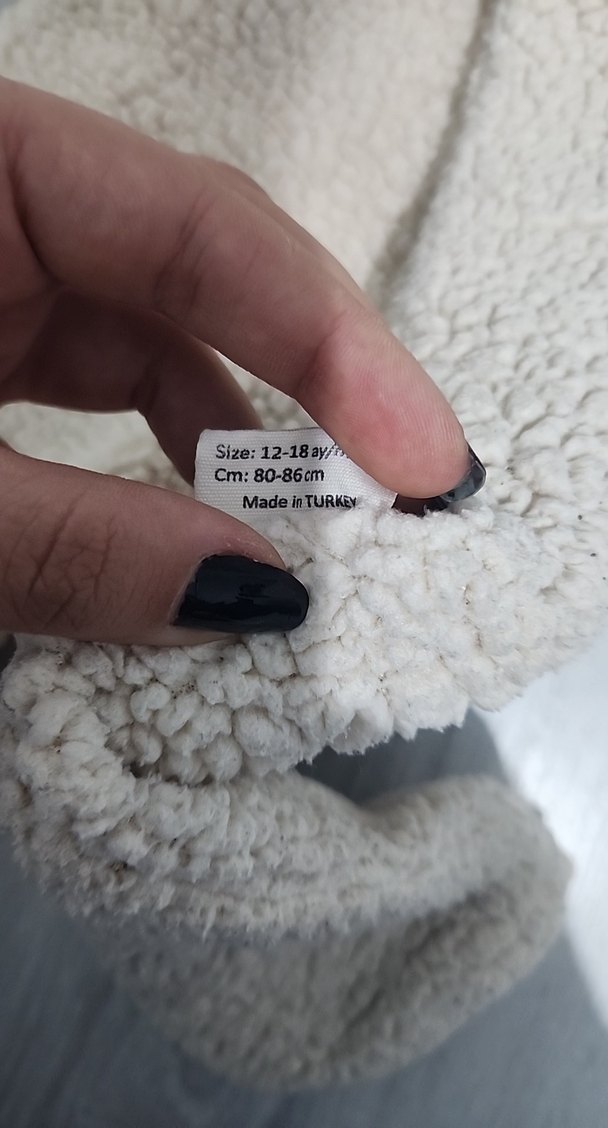 Size: 12-18 ay/
Cm: 80-86cm
Made in TURKEY